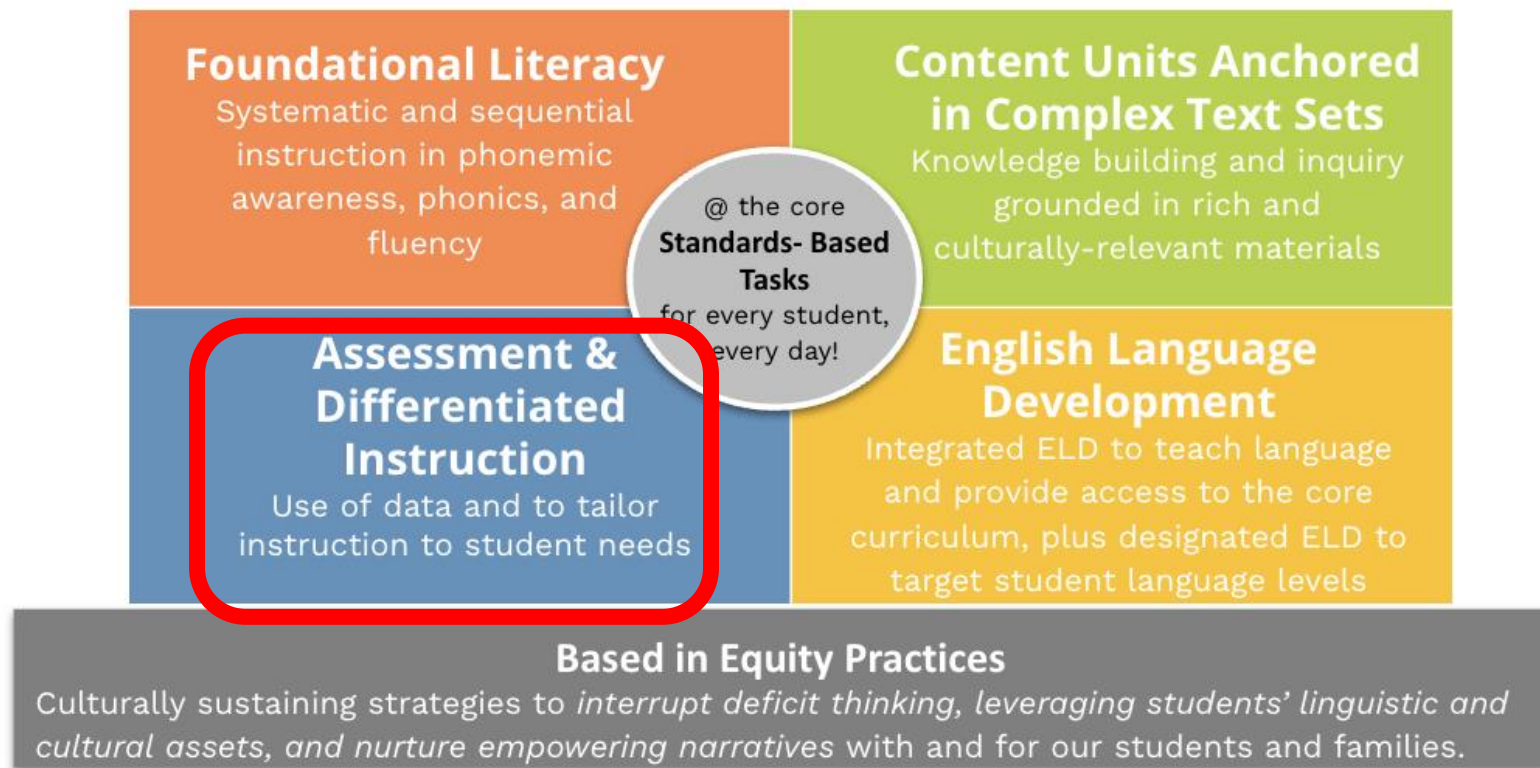 Foundational Literacy
Systematic and sequential
instruction in phonemic
awareness, phonics, and
fluency
Content Units Anchored
in Complex Text Sets
Knowledge building and inquiry
grounded in rich and
culturally-relevant materials
@ the core
Standards- Based
Tasks
for every student,
every day!
Assessment &
Differentiated
Instruction
Use of data and to tailor
instruction to student needs
English Language
Development
Integrated ELD to teach language
and provide access to the core
curriculum, plus designated ELD to
target student language levels
Based in Equity Practices
Culturally sustaining strategies to interrupt deficit thinking, leveraging students’ linguistic and
cultural assets, and nurture empowering narratives with and for our students and families.